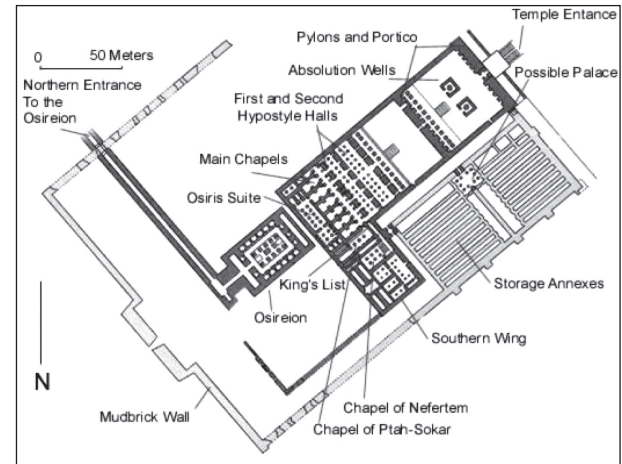 Temple Entance
Pylons and Portico
0 50 Meters
Absolution Wells
Possible Palace
Northern Entrance
To the
Osireion
First and Second
Hypostyle Halls
Main Chapels
Osiris Suite
King's List
Storage Annexes
Osireion
Southern Wing
N
Chapel of Nefertem
Mudbrick Wall
Chapel of Ptah-Sokar